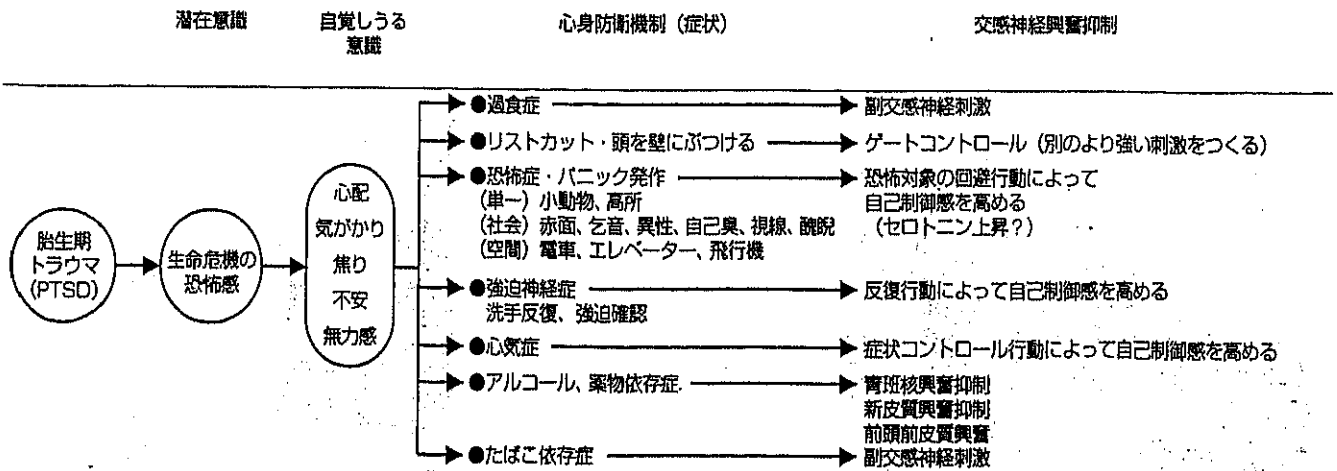 潜在意識
自覚しうる
意識
心身防衛機制（症状）
交感神経興奮抑制
胎生期
トラウマ
(PTSD)
生命危機の
恐怖感
心配
気がかり
焦り
不安
無力感
●過食症
副交感神経刺激
●リストカット・頭を壁にぶつける
ゲートコントロール（別のより強い刺激をつくる）
●恐怖症・パニック発作
（単一）小動物、高所
（社会）赤面、乞音、異性、自己臭、視線、醜貎
（空間）電車、エレベーター、飛行機
恐怖対象の回避行動によって
自己制御感を高める
（セロトニン上昇？）
●強迫神経症
洗手反復、強迫確認
反復行動によって自己制御感を高める
●心気症
症状コントロール行動によって自己制御感を高める
●アルコール、薬物依存症
青斑核興奮抑制
新皮質興奮抑制
前頭前皮質興奮
●たばこ依存症
副交感神経刺激